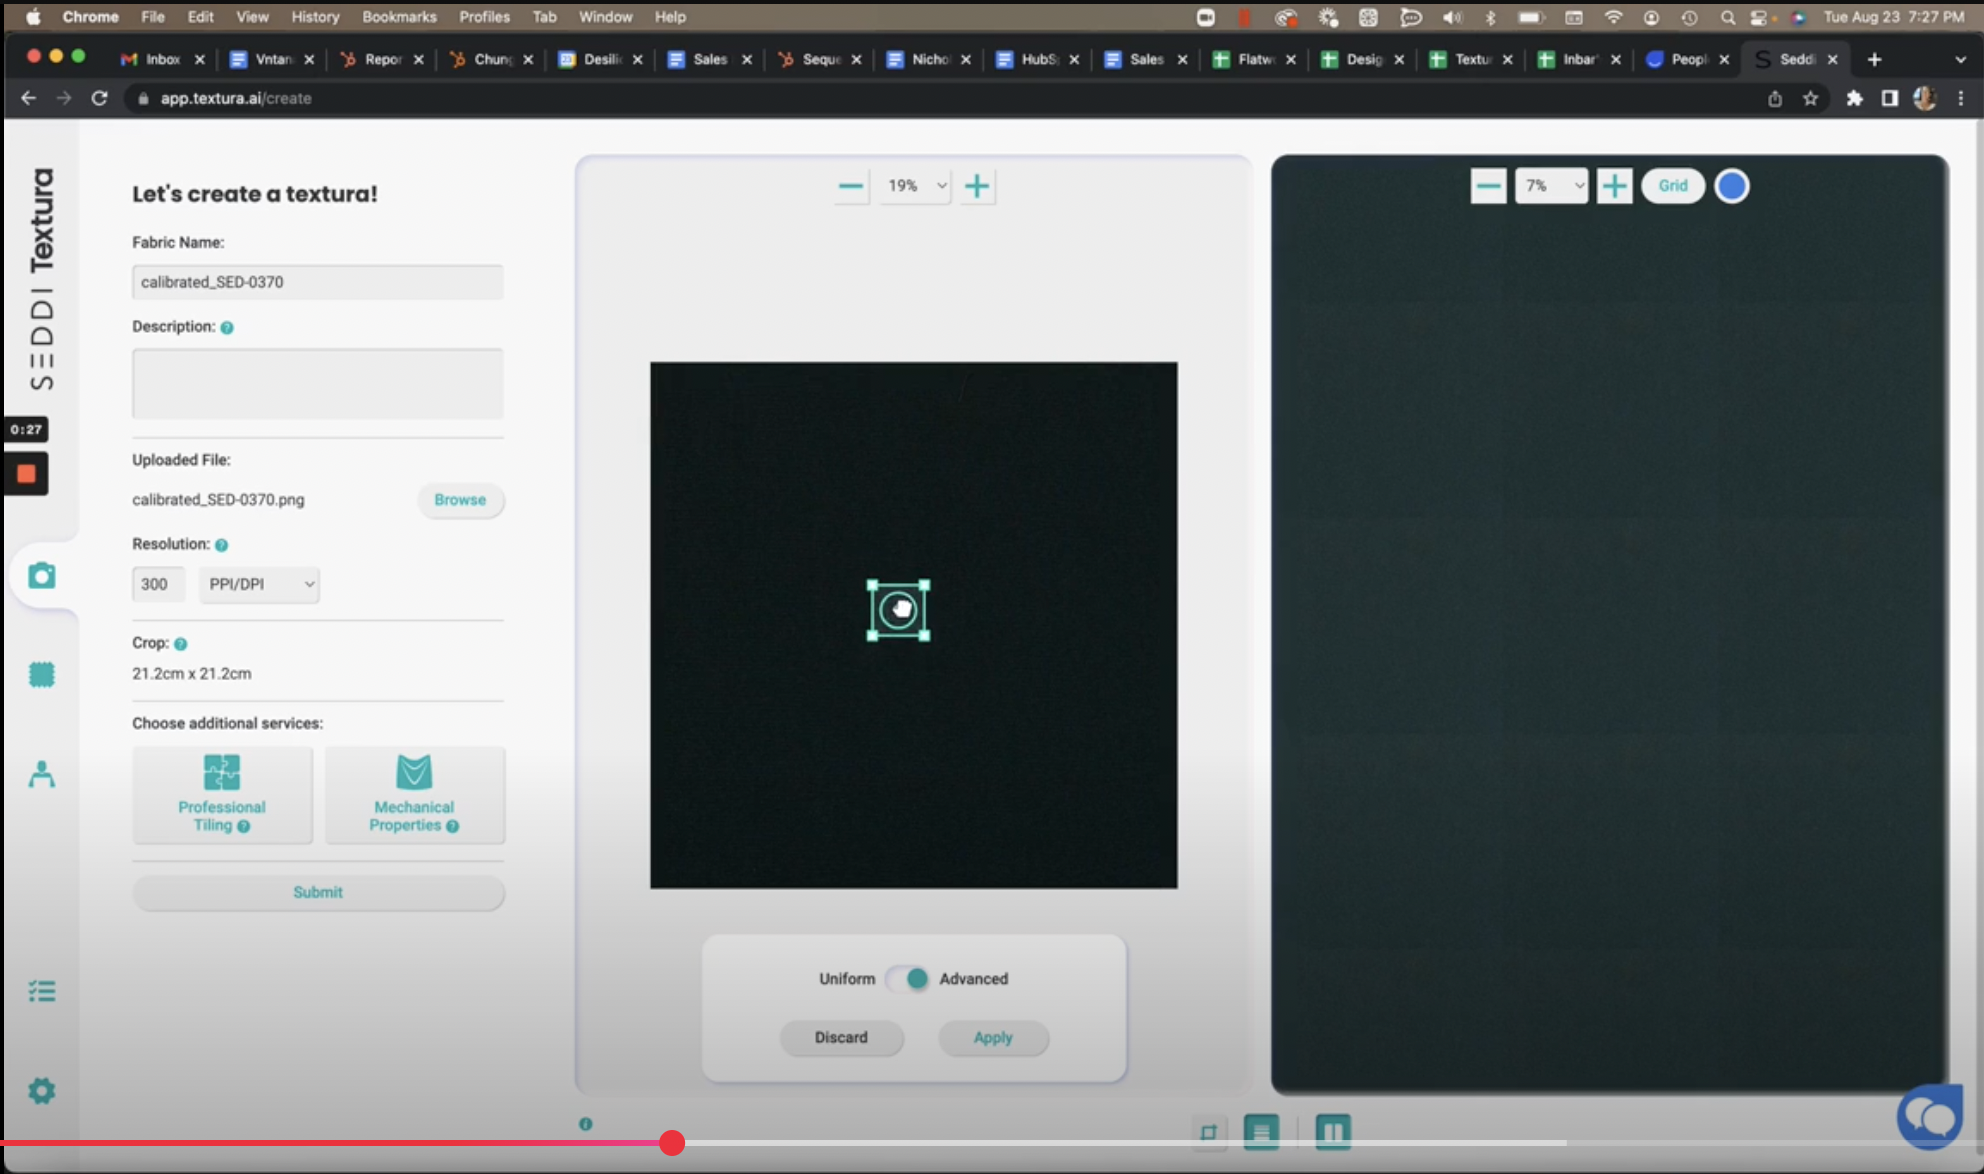 Chrome File Edit View History Bookmarks Profiles Tab Window Help Tue Aug 23 7:27 PM
Inbox Vntan Repor Chung Desili Sales Seque Nichol HubS Sales Flatw Desig Textu Inbar Peopl Seddi
app.textura.ai/create
SEDDI Textura
0:27
Let's create a textura!
Fabric Name:
calibrated_SED-0370
Description:
Uploaded File:
calibrated_SED-0370.png
Browse
Resolution:
300 PPI/DPI
Crop:
21.2cm x 21.2cm
Choose additional services:
Professional
Tiling
Mechanical
Properties
Submit
19%
Uniform Advanced
Discard Apply
7% Grid